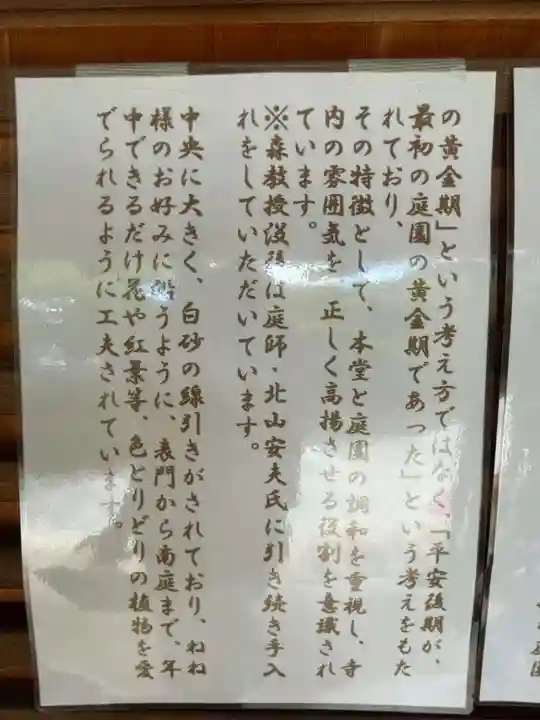 の黄金期」という考え方ではなく、「平安後期が、
最初の庭園の黄金期であった」という考えをもた
れており、
その特徴として、本堂と庭園の調和を重視し、寺
内の雰囲気を、正しく高揚させる役割を意識され
ています。
※森教授没後は庭師・北山安夫氏に引き続き手入
れをしていただいています。
中央に大きく、白砂の線引きがされており、ねね
様のお好みに沿うように、表門から南庭まで、年
中できるだけ花や紅葉等、色とりどりの植物を愛
でられるように工夫されています。